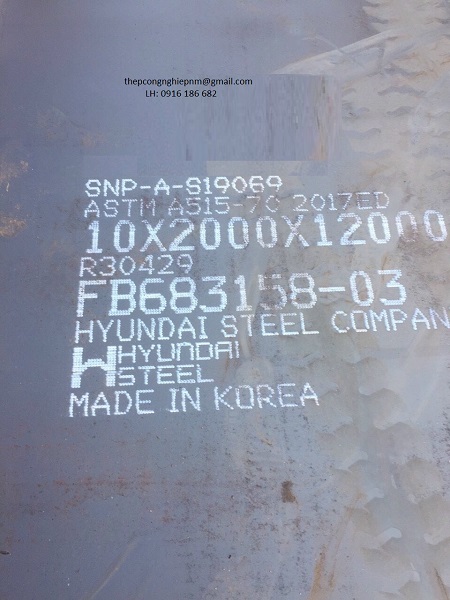 thepcongnghiepnm@gmail.com
LH: 0916 186 682
SNP-A-S19069
ASTM A515-70 2017ED
10X2000X12000
R30429
FB683158-03
HYUNDAI STEEL COMPAN
HYUNDAI
STEEL
MADE IN KOREA